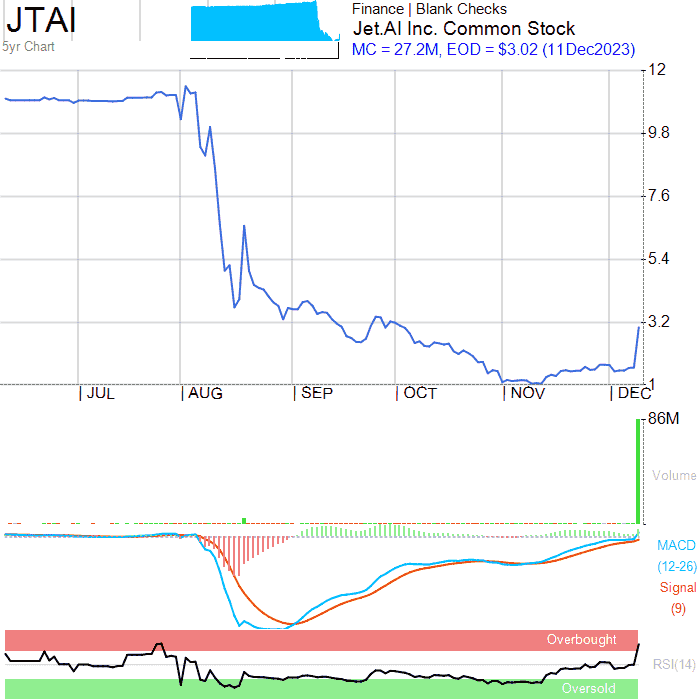 JTAI
5yr Chart
Finance | Blank Checks
Jet.AI Inc. Common Stock
MC = 27.2M, EOD = $3.02 (11Dec2023)
12
9.8
7.6
5.4
3.2
1
JUL AUG SEP OCT NOV DEC
86M
Volume
MACD
(12-26)
Signal
(9)
Overbought
RSI(14)
Oversold